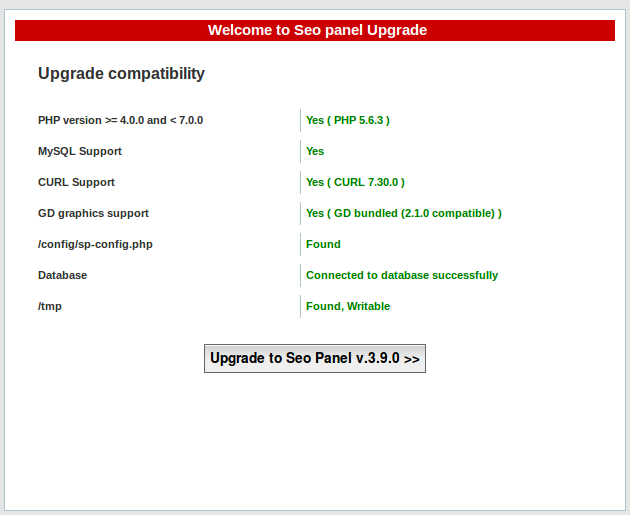 Welcome to Seo panel Upgrade
Upgrade compatibility
PHP version >= 4.0.0 and < 7.0.0 Yes ( PHP 5.6.3 )
MySQL Support Yes
CURL Support Yes ( CURL 7.30.0 )
GD graphics support Yes ( GD bundled (2.1.0 compatible) )
/config/sp-config.php Found
Database Connected to database successfully
/tmp Found, Writable
Upgrade to Seo Panel v.3.9.0 >>